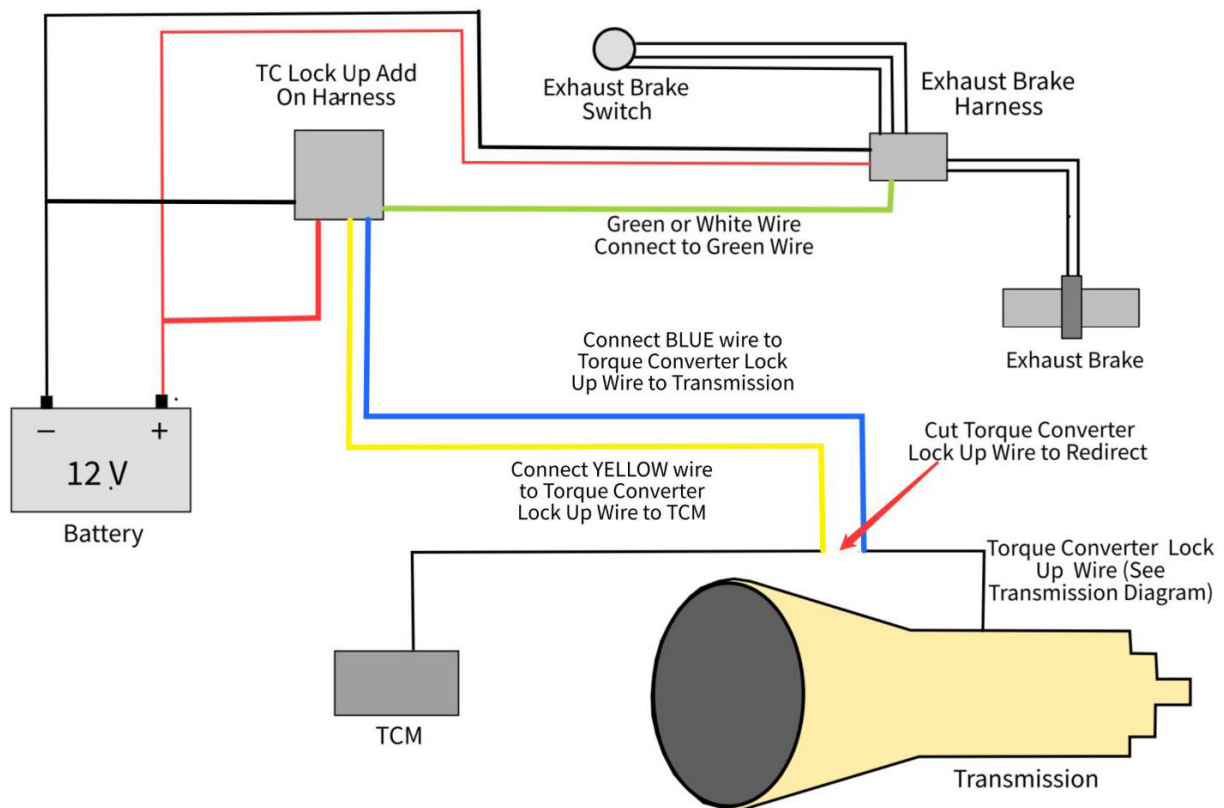 TC Lock Up Add
On Harness
Exhaust Brake
Switch
Exhaust Brake
Harness
Green or White Wire
Connect to Green Wire
Exhaust Brake
Connect BLUE wire to
Torque Converter Lock
Up Wire to Transmission
Cut Torque Converter
Lock Up Wire to Redirect
− +
12 V
Battery
Connect YELLOW wire
to Torque Converter
Lock Up Wire to TCM
Torque Converter Lock
Up Wire (See
Transmission Diagram)
TCM
Transmission